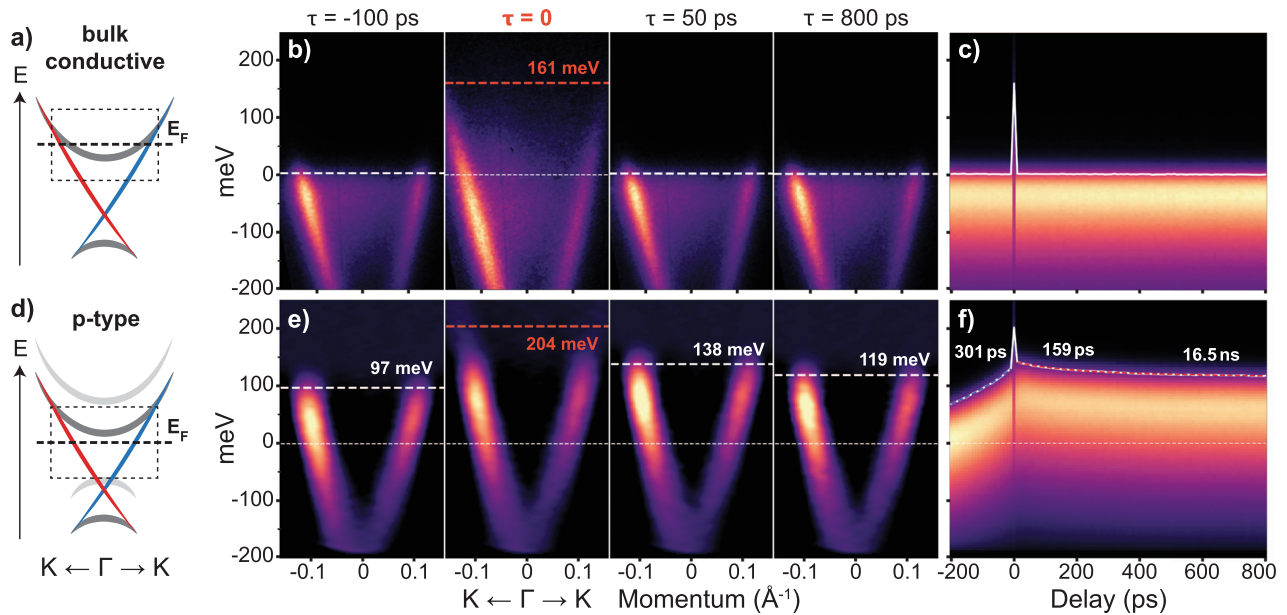 τ = -100 ps
τ = 0
τ = 50 ps
τ = 800 ps
a)
bulk
conductive
E
E_F
b)
meV
200
100
0
-100
-200
161 meV
c)
d)
p-type
E
E_F
K ← Γ → K
e)
meV
200
100
0
-100
-200
97 meV
204 meV
138 meV
119 meV
f)
301 ps
159 ps
16.5 ns
-0.1 0 0.1
-0.1 0 0.1
-0.1 0 0.1
-0.1 0 0.1
-200 0 200 400 600 800
K ← Γ → K
Momentum (Å⁻¹)
Delay (ps)